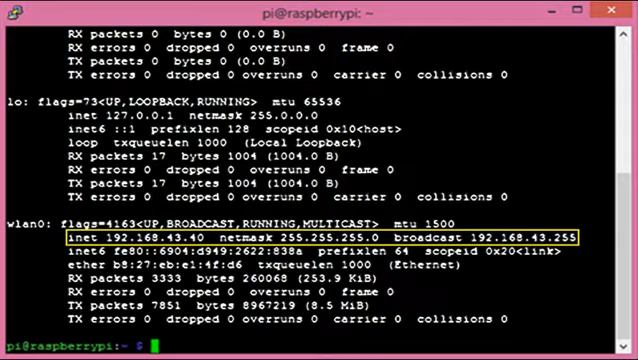 pi@raspberrypi: ~
RX packets 0  bytes 0 (0.0 B)
RX errors 0  dropped 0  overruns 0  frame 0
TX packets 0  bytes 0 (0.0 B)
TX errors 0  dropped 0 overruns 0  carrier 0  collisions 0
lo: flags=73<UP,LOOPBACK,RUNNING>  mtu 65536
inet 127.0.0.1  netmask 255.0.0.0
inet6 ::1  prefixlen 128  scopeid 0x10<host>
loop  txqueuelen 1000  (Local Loopback)
RX packets 17  bytes 1004 (1004.0 B)
RX errors 0  dropped 0  overruns 0  frame 0
TX packets 17  bytes 1004 (1004.0 B)
TX errors 0  dropped 0 overruns 0  carrier 0  collisions 0
wlan0: flags=4163<UP,BROADCAST,RUNNING,MULTICAST>  mtu 1500
inet 192.168.43.40  netmask 255.255.255.0  broadcast 192.168.43.255
inet6 fe80::6904:d949:2622:838a  prefixlen 64  scopeid 0x20<link>
ether b8:27:eb:e1:4f:d6  txqueuelen 1000  (Ethernet)
RX packets 3333  bytes 260068 (253.9 KiB)
RX errors 0  dropped 0  overruns 0  frame 0
TX packets 7851  bytes 8967219 (8.5 MiB)
TX errors 0  dropped 0 overruns 0  carrier 0  collisions 0
pi@raspberrypi:~ $